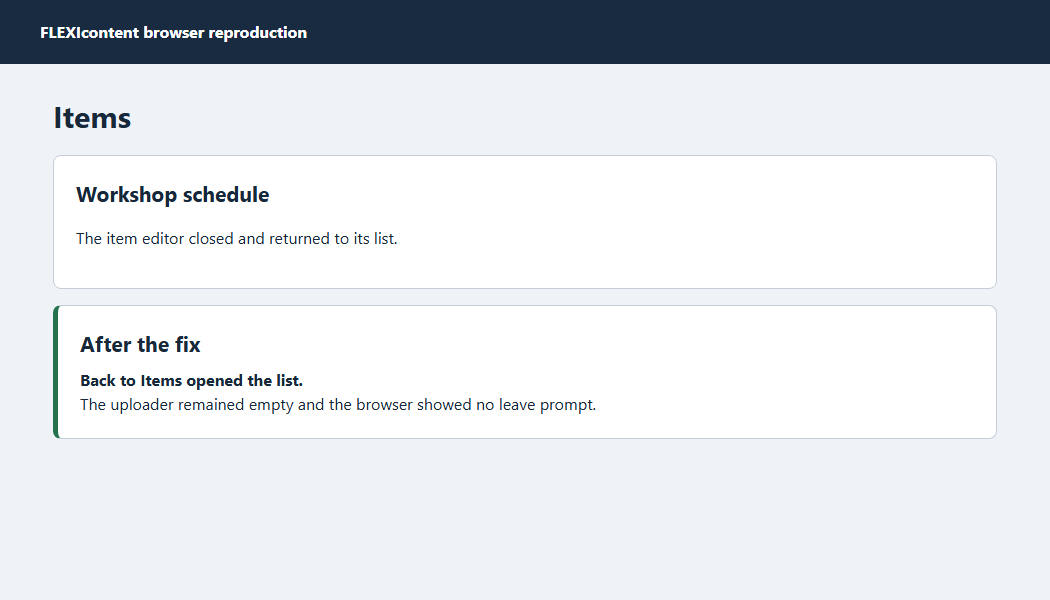 FLEXIcontent browser reproduction
Items
Workshop schedule
The item editor closed and returned to its list.
After the fix
Back to Items opened the list.
The uploader remained empty and the browser showed no leave prompt.